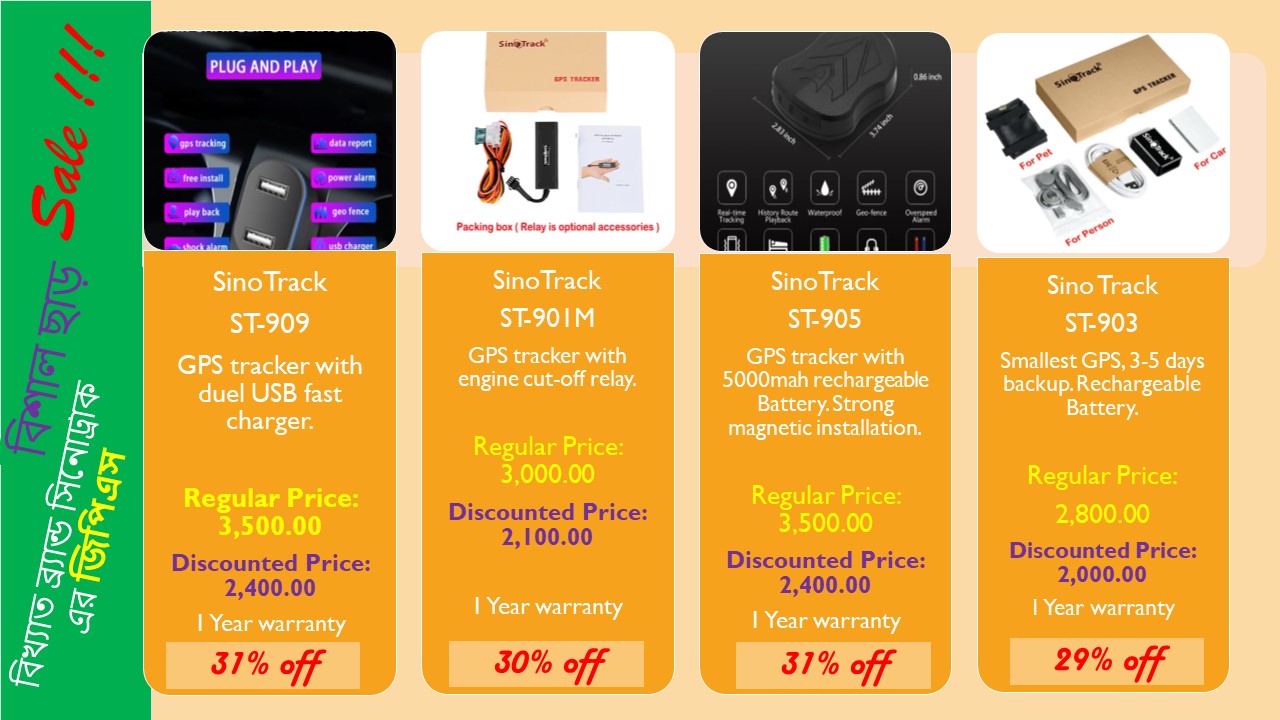 Sale !!!
বিশাল ছাড়
বিখ্যাত ব্র্যান্ড সিনোট্রাক
এর জিপিএস
PLUG AND PLAY
gps tracking
data report
free install
power alarm
play back
geo fence
shock alarm
usb charger
SinoTrack
ST-909
GPS tracker with
duel USB fast
charger.
Regular Price:
3,500.00
Discounted Price:
2,400.00
1 Year warranty
31% off
SinoTrack
GPS TRACKER
Packing box ( Relay is optional accessories )
SinoTrack
ST-901M
GPS tracker with
engine cut-off relay.
Regular Price:
3,000.00
Discounted Price:
2,100.00
1 Year warranty
30% off
0.86 inch
2.83 inch
3.74 inch
Real-time
Tracking
History Route
Playback
Waterproof
Geo-fence
Overspeed
Alarm
SinoTrack
ST-905
GPS tracker with
5000mah rechargeable
Battery. Strong
magnetic installation.
Regular Price:
3,500.00
Discounted Price:
2,400.00
1 Year warranty
31% off
SinoTrack
GPS TRACKER
For Pet
SinoTrack
For Car
For Person
Sino Track
ST-903
Smallest GPS, 3-5 days
backup. Rechargeable
Battery.
Regular Price:
2,800.00
Discounted Price:
2,000.00
1 Year warranty
29% off